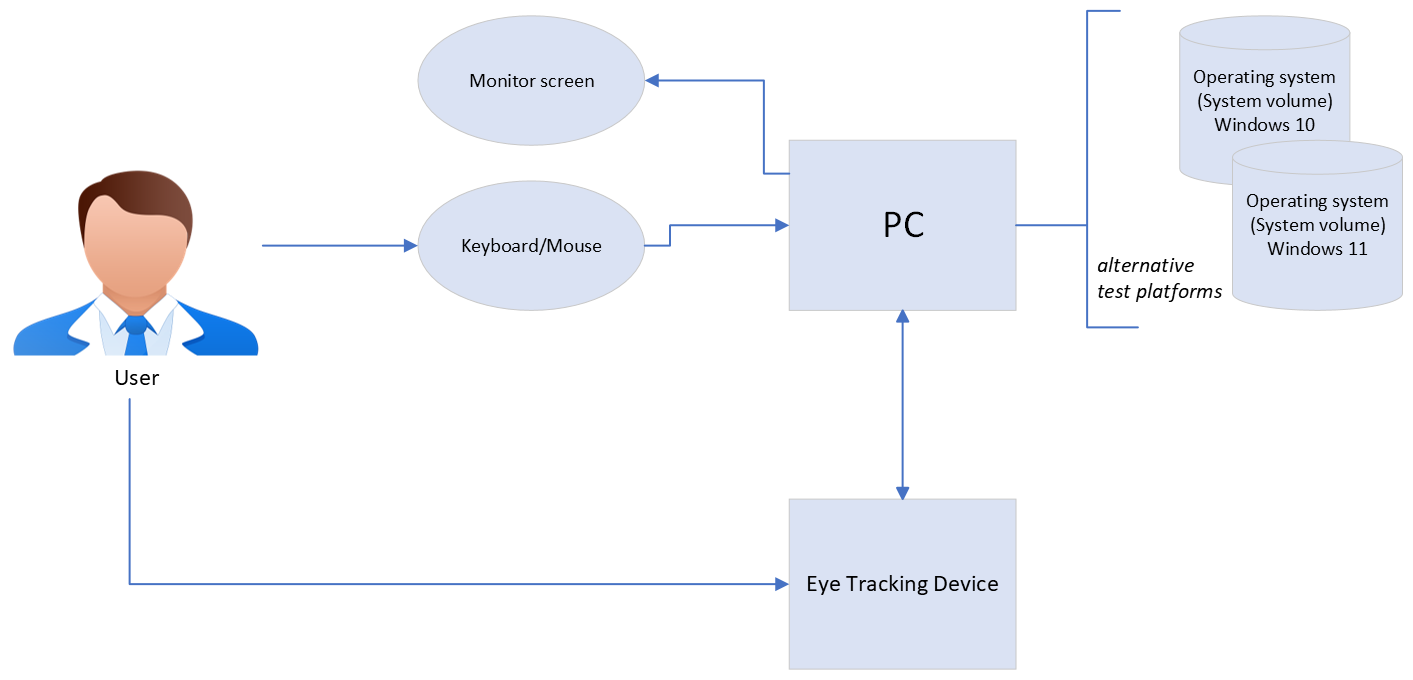 Monitor screen
Operating system
(System volume)
Windows 10
Keyboard/Mouse
PC
Operating system
(System volume)
Windows 11
alternative
test platforms
User
Eye Tracking Device